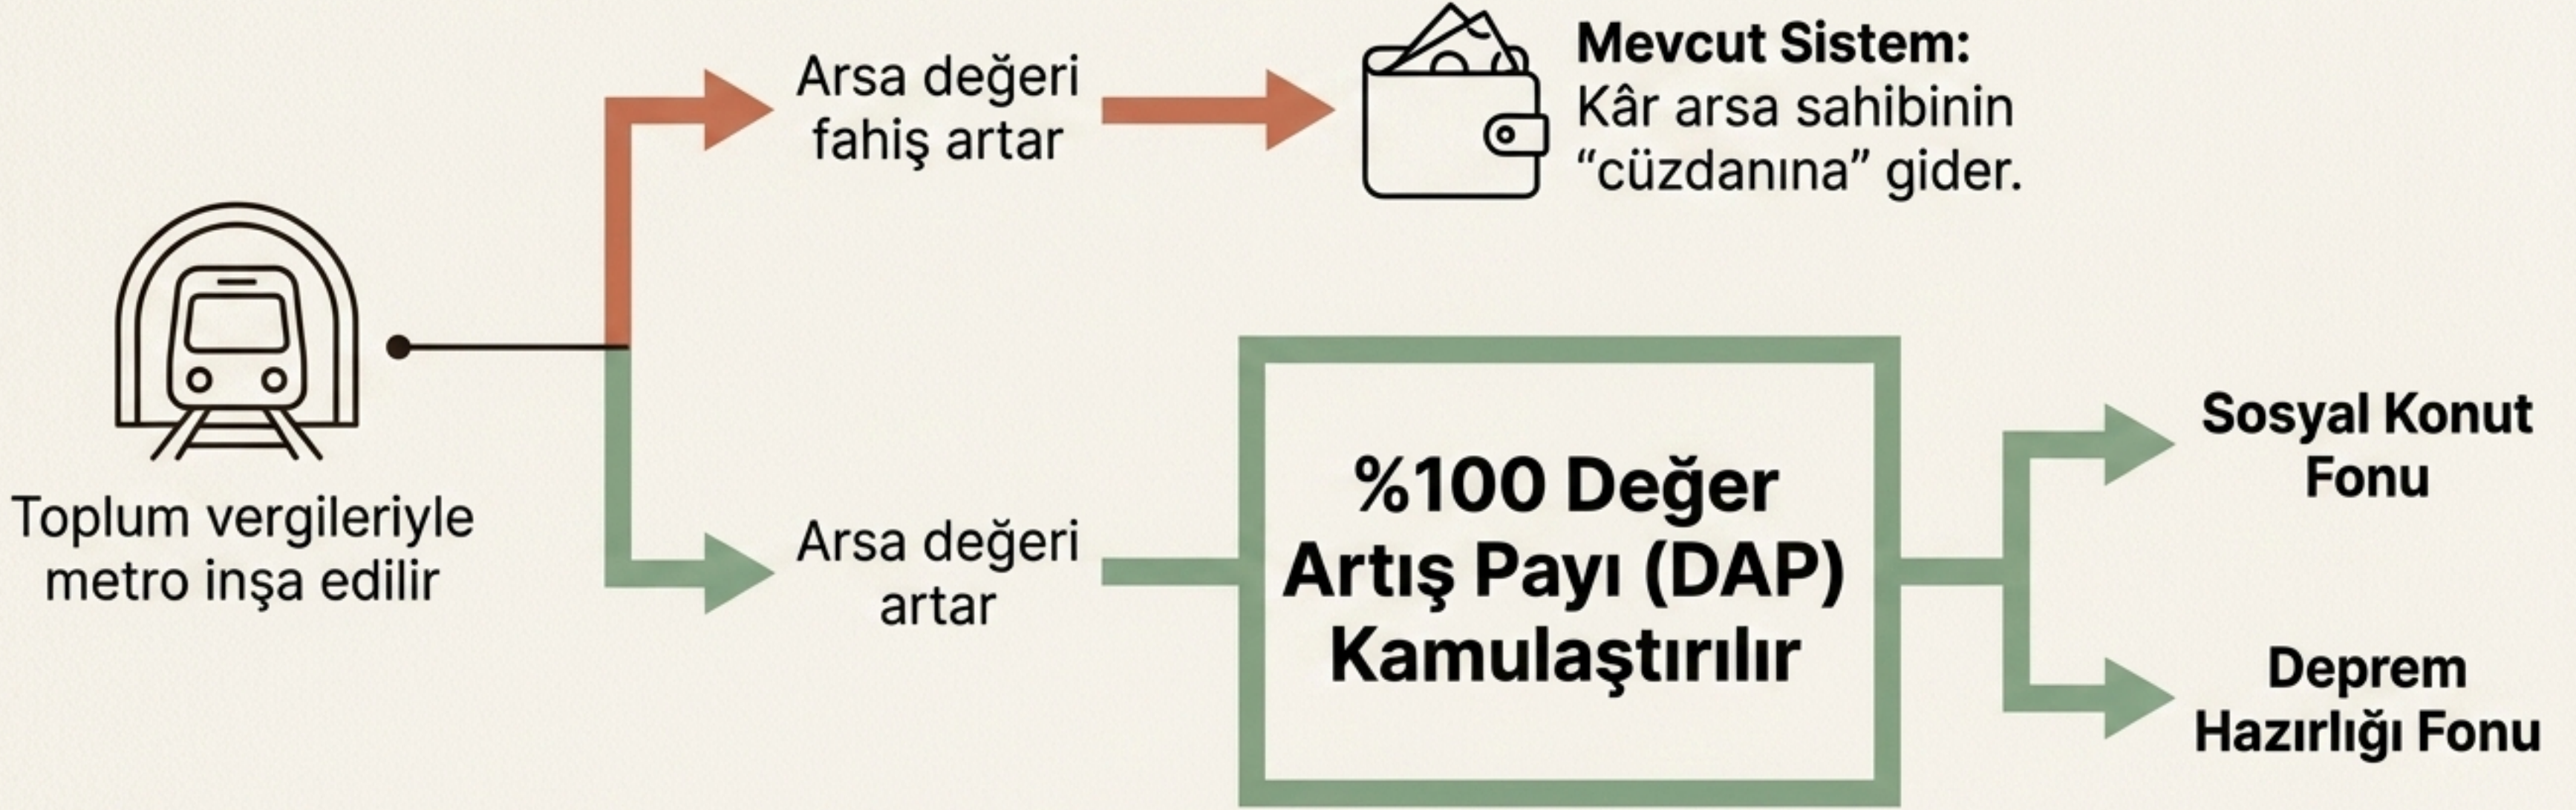 Arsa değeri
fahiş artar
Mevcut Sistem:
Kâr arsa sahibinin
“cüzdanına” gider.
Toplum vergileriyle
metro inşa edilir
Arsa değeri
artar
%100 Değer
Artış Payı (DAP)
Kamulaştırılır
Sosyal Konut
Fonu
Deprem
Hazırlığı Fonu